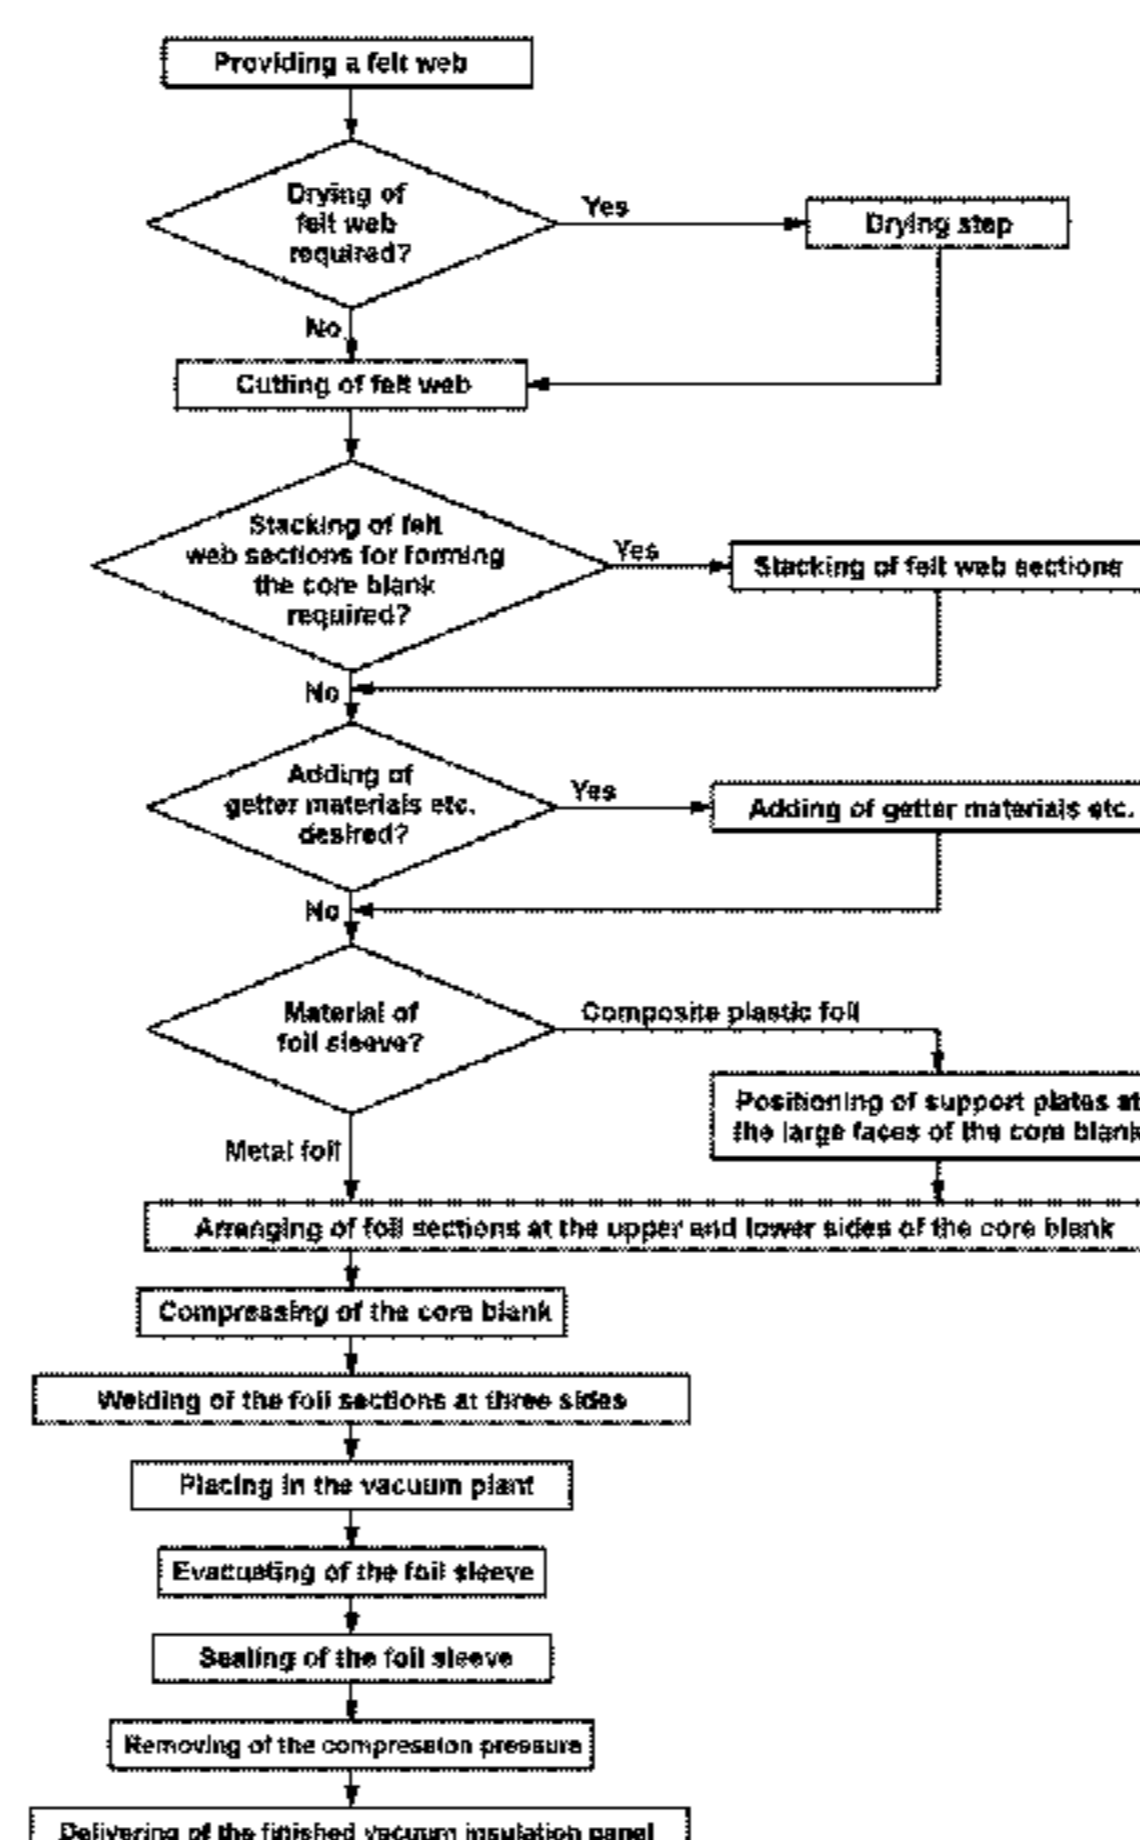 Providing a felt web
Drying of
felt web
required?
Yes
Drying step
No
Cutting of felt web
Stacking of felt
web sections for forming
the core blank
required?
Yes
Stacking of felt web sections
No
Adding of
getter materials etc.
desired?
Yes
Adding of getter materials etc.
No
Material of
foil sleeve?
Composite plastic foil
Positioning of support plates at
the large faces of the core blank
Metal foil
Arranging of foil sections at the upper and lower sides of the core blank
Compressing of the core blank
Welding of the foil sections at three sides
Placing in the vacuum plant
Evacuating of the foil sleeve
Sealing of the foil sleeve
Removing of the compression pressure
Delivering of the finished vacuum insulation panel